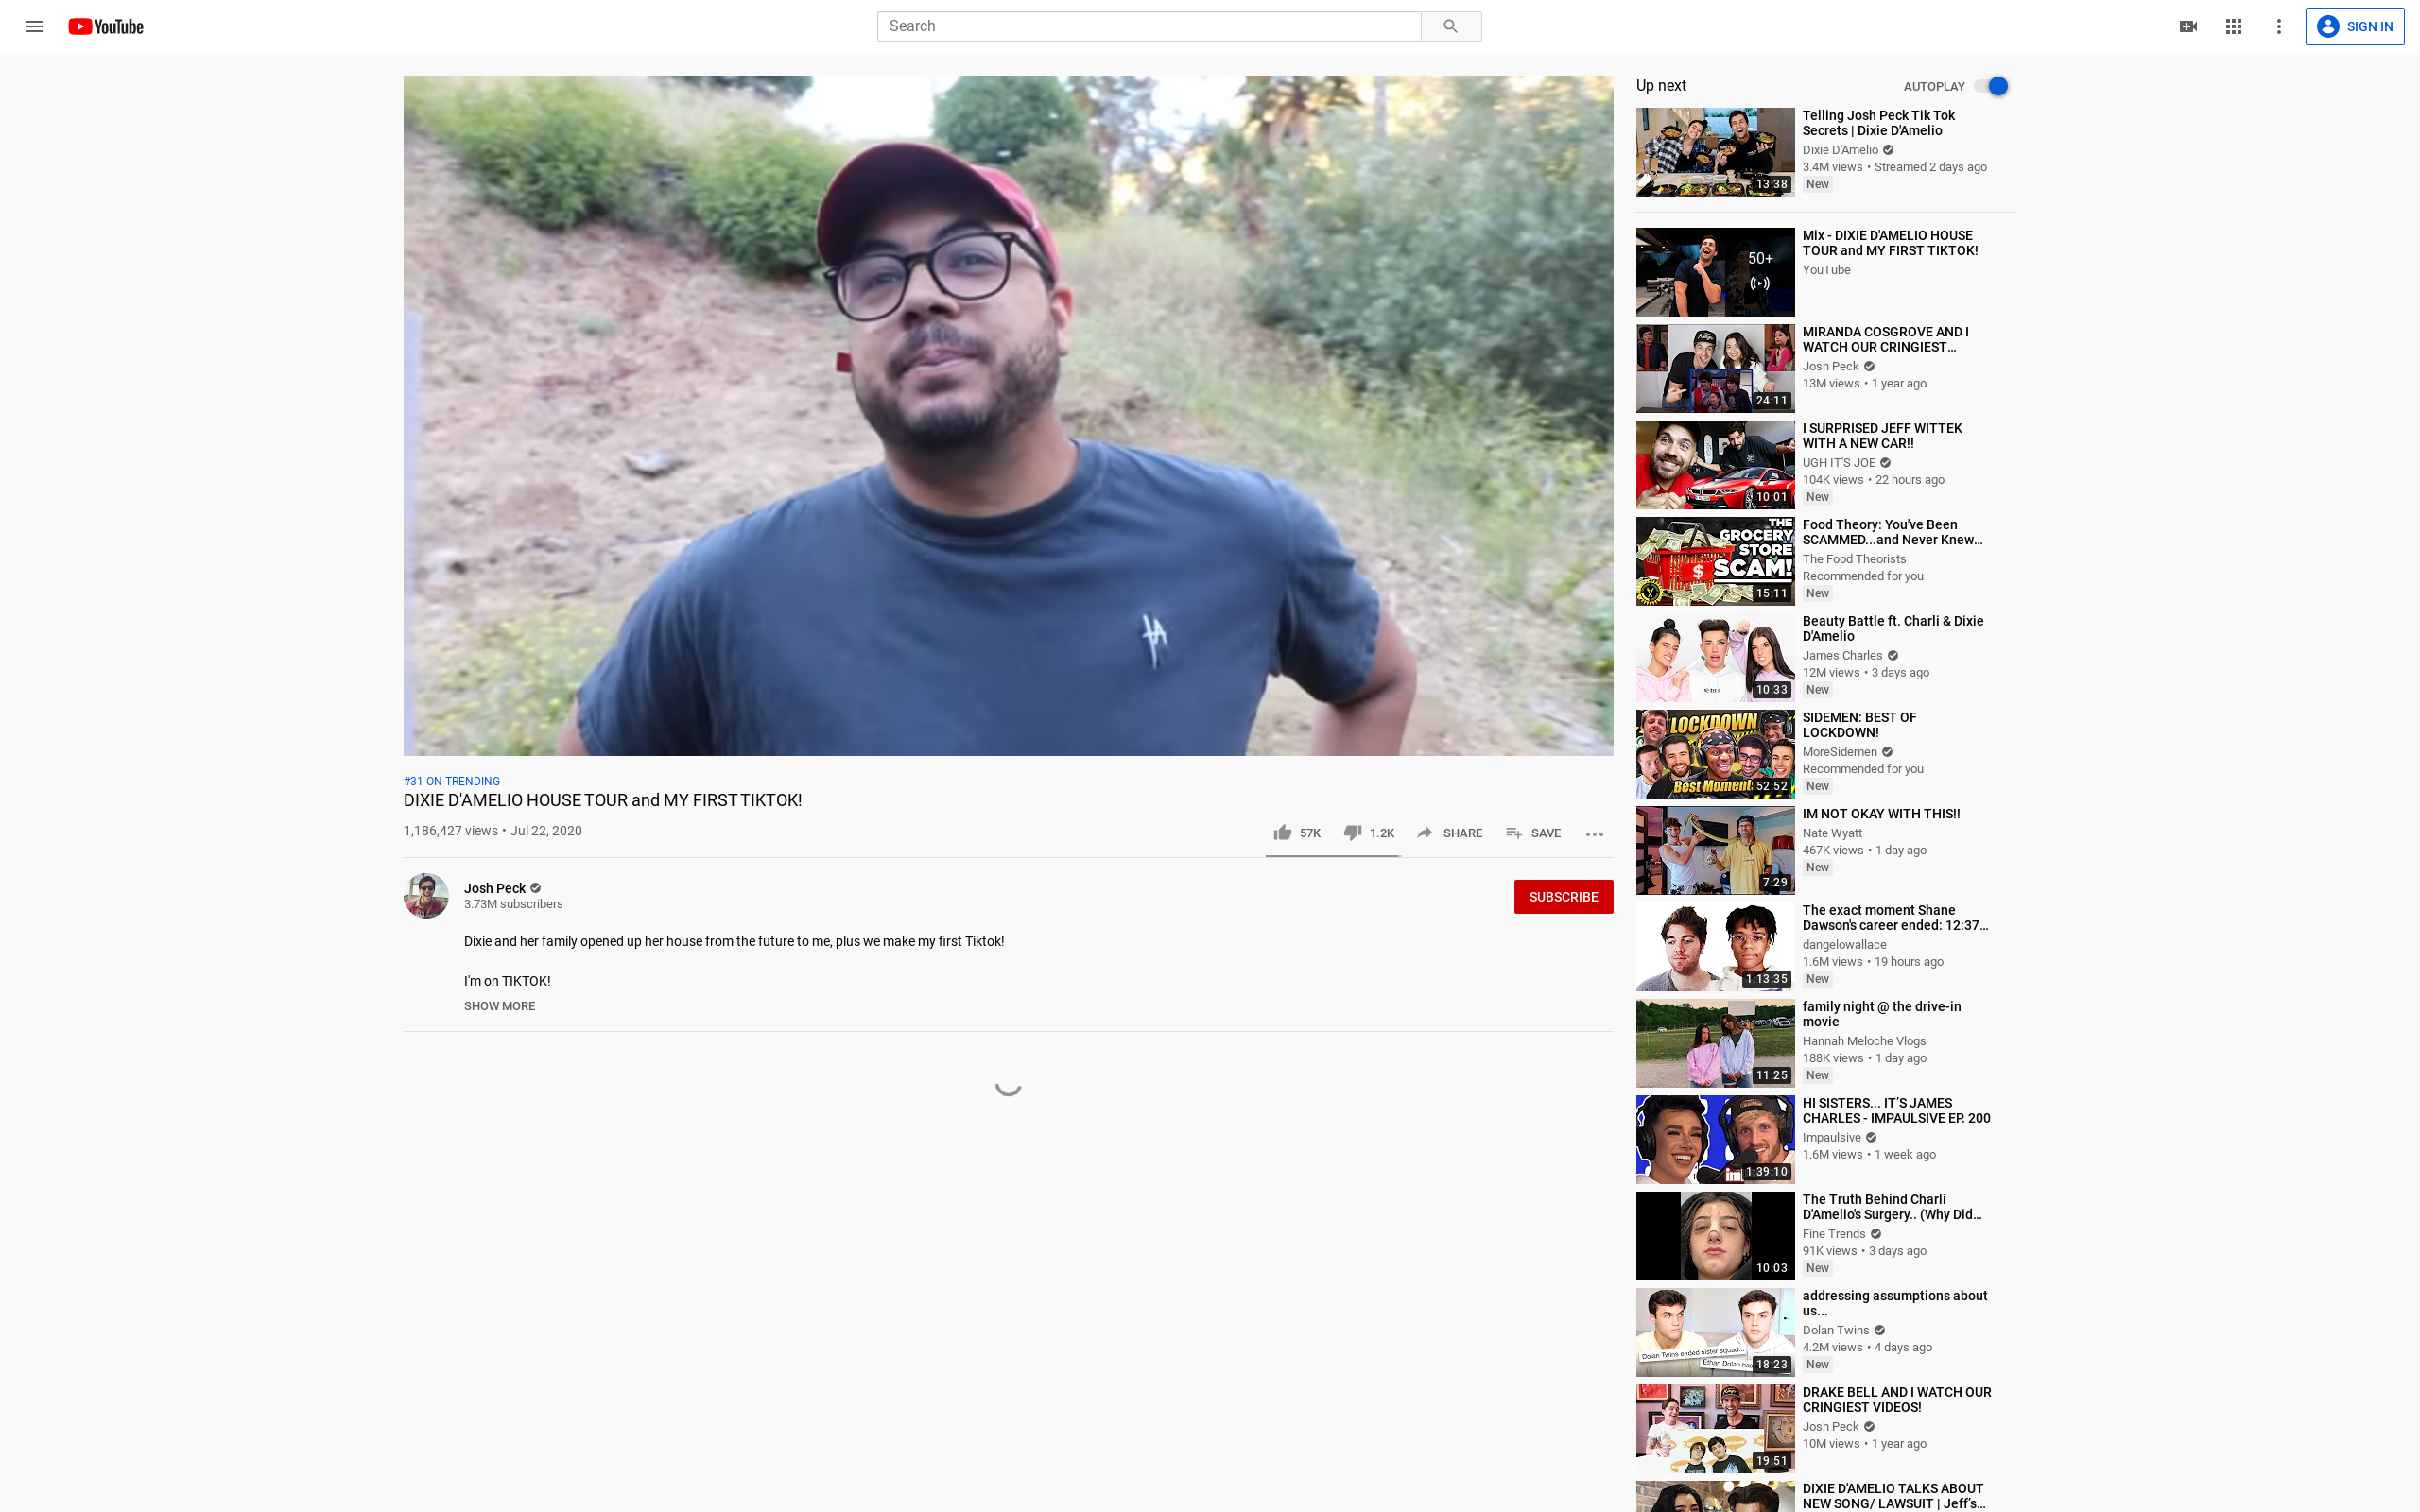 YouTube
Search
SIGN IN
#31 ON TRENDING
DIXIE D'AMELIO HOUSE TOUR and MY FIRST TIKTOK!
1,186,427 views • Jul 22, 2020
57K
1.2K
SHARE
SAVE
Josh Peck
3.73M subscribers
SUBSCRIBE
Dixie and her family opened up her house from the future to me, plus we make my first Tiktok!
I'm on TIKTOK!
SHOW MORE
Up next
AUTOPLAY
13:38
Telling Josh Peck Tik Tok
Secrets | Dixie D'Amelio
Dixie D'Amelio
3.4M views • Streamed 2 days ago
New
50+
Mix - DIXIE D'AMELIO HOUSE
TOUR and MY FIRST TIKTOK!
YouTube
24:11
MIRANDA COSGROVE AND I
WATCH OUR CRINGIEST…
Josh Peck
13M views • 1 year ago
10:01
I SURPRISED JEFF WITTEK
WITH A NEW CAR!!
UGH IT'S JOE
104K views • 22 hours ago
New
THE
GROCERY
STORE
SCAM!
$
15:11
Food Theory: You've Been
SCAMMED...and Never Knew…
The Food Theorists
Recommended for you
New
10:33
Beauty Battle ft. Charli & Dixie
D'Amelio
James Charles
12M views • 3 days ago
New
LOCKDOWN
Best Moment
52:52
SIDEMEN: BEST OF
LOCKDOWN!
MoreSidemen
Recommended for you
New
7:29
IM NOT OKAY WITH THIS!!
Nate Wyatt
467K views • 1 day ago
New
1:13:35
The exact moment Shane
Dawson's career ended: 12:37…
dangelowallace
1.6M views • 19 hours ago
New
11:25
family night @ the drive-in
movie
Hannah Meloche Vlogs
188K views • 1 day ago
New
1:39:10
HI SISTERS... IT’S JAMES
CHARLES - IMPAULSIVE EP. 200
Impaulsive
1.6M views • 1 week ago
10:03
The Truth Behind Charli
D'Amelio's Surgery.. (Why Did…
Fine Trends
91K views • 3 days ago
New
Dolan Twins ended sister squad...
Ethan Dolan ha
18:23
addressing assumptions about
us...
Dolan Twins
4.2M views • 4 days ago
New
19:51
DRAKE BELL AND I WATCH OUR
CRINGIEST VIDEOS!
Josh Peck
10M views • 1 year ago
DIXIE D'AMELIO TALKS ABOUT
NEW SONG/ LAWSUIT | Jeff’s…